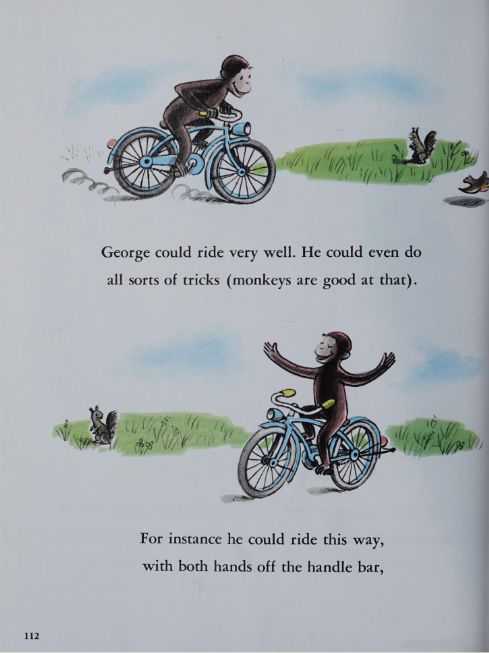 George could ride very well. He could even do
all sorts of tricks (monkeys are good at that).
For instance he could ride this way,
with both hands off the handle bar,
112